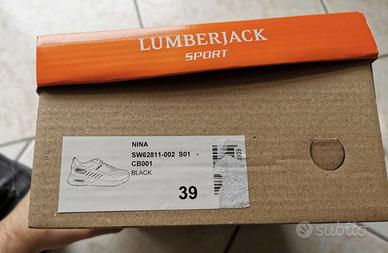 LUMBERJACK
SPORT
NINA
SW62811-002 S01 -
CB001
BLACK
39
subito